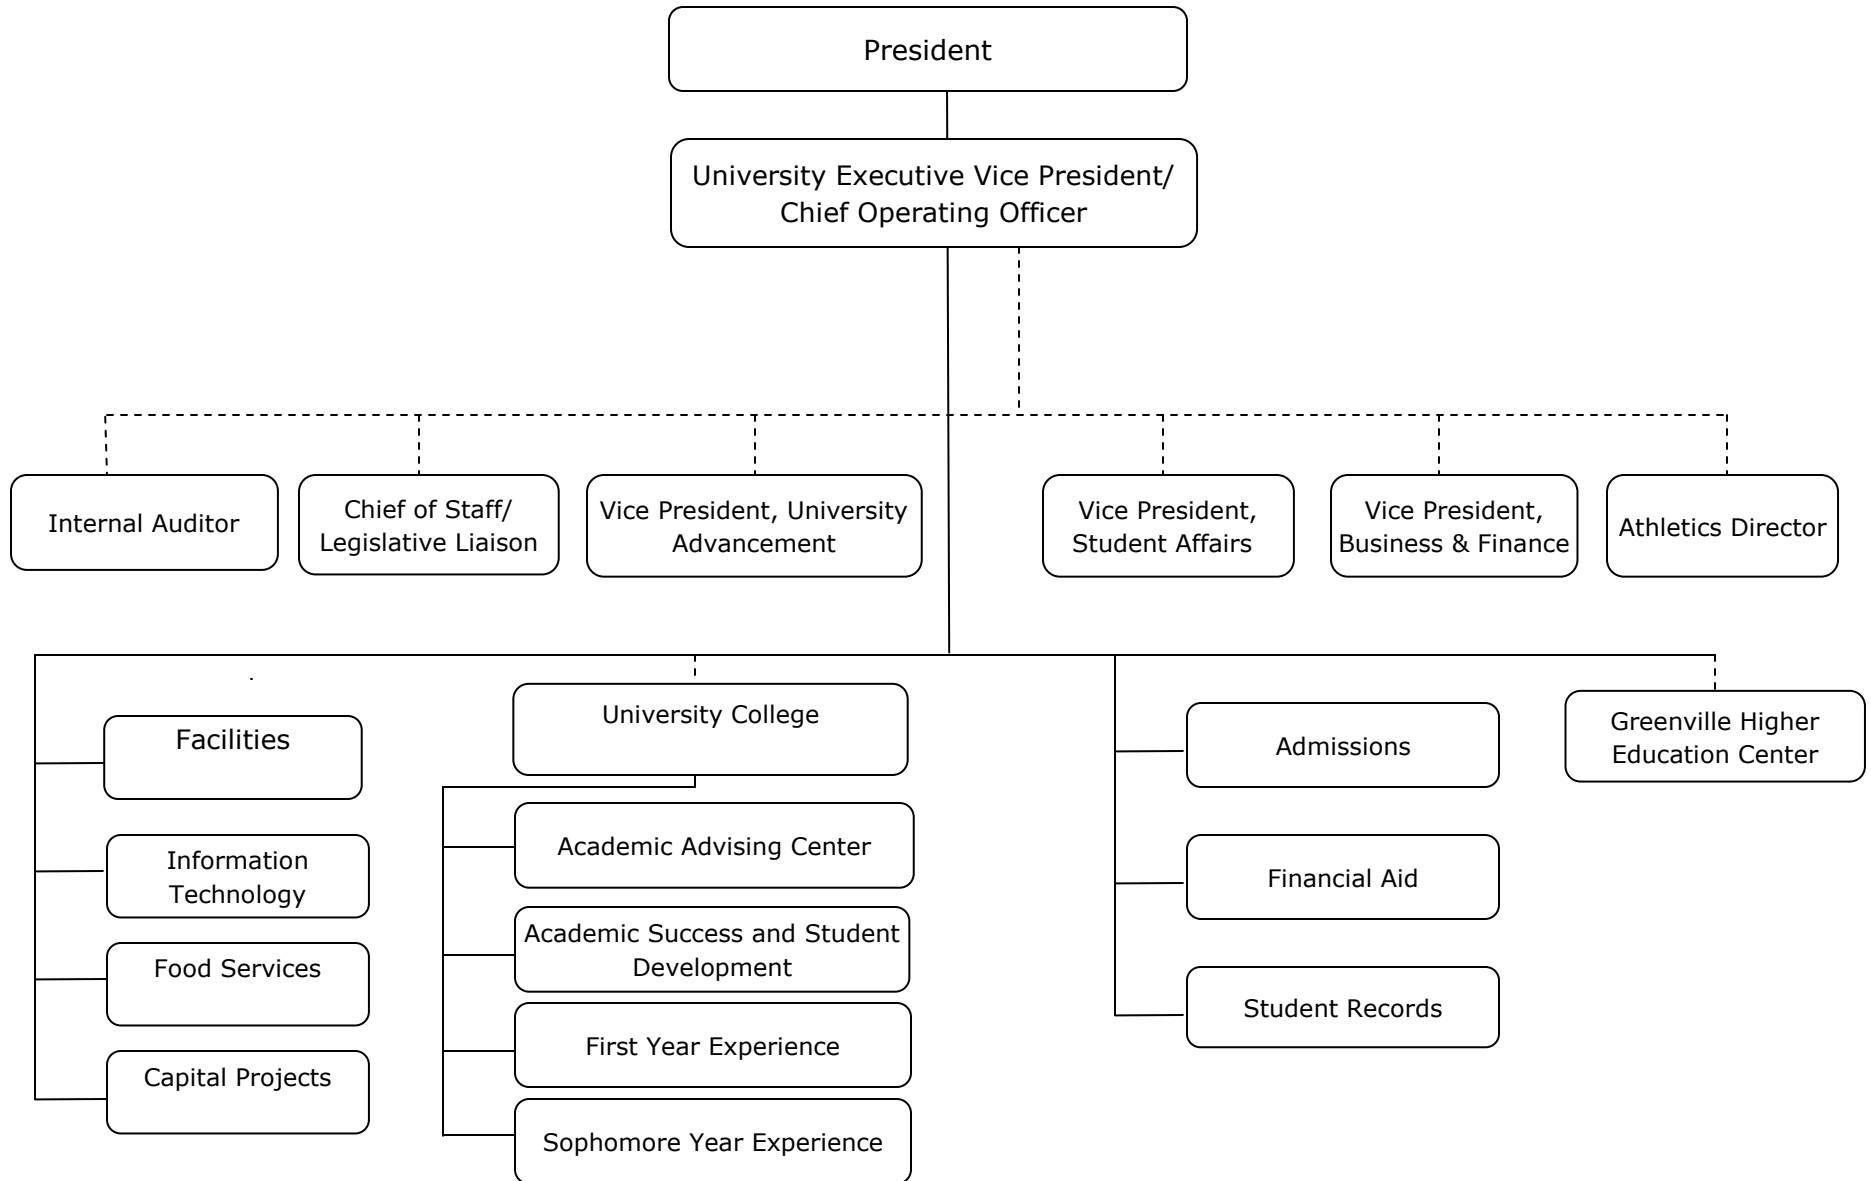 President
University Executive Vice President/
Chief Operating Officer
Internal Auditor
Chief of Staff/
Legislative Liaison
Vice President, University
Advancement
Vice President,
Student Affairs
Vice President,
Business & Finance
Athletics Director
.
Facilities
Information
Technology
Food Services
Capital Projects
University College
Academic Advising Center
Academic Success and Student
Development
First Year Experience
Sophomore Year Experience
Admissions
Financial Aid
Student Records
Greenville Higher
Education Center